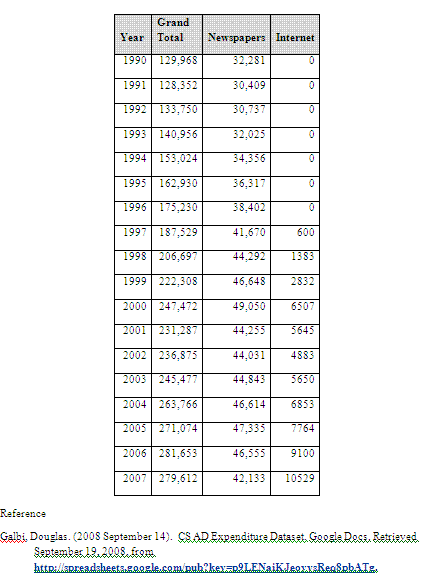 Year Grand Total Newspapers Internet
1990 129,968 32,281 0
1991 128,352 30,409 0
1992 133,750 30,737 0
1993 140,956 32,025 0
1994 153,024 34,356 0
1995 162,930 36,317 0
1996 175,230 38,402 0
1997 187,529 41,670 600
1998 206,697 44,292 1383
1999 222,308 46,648 2832
2000 247,472 49,050 6507
2001 231,287 44,255 5645
2002 236,875 44,031 4883
2003 245,477 44,843 5650
2004 263,766 46,614 6853
2005 271,074 47,335 7764
2006 281,653 46,555 9100
2007 279,612 42,133 10529
Reference
Galbi, Douglas. (2008 September 14). CS AD Expenditure Dataset. Google Docs. Retrieved
September 19, 2008, from
http://spreadsheets.google.com/pub?key=p9LENaiKJeoyysReo8pbATg.